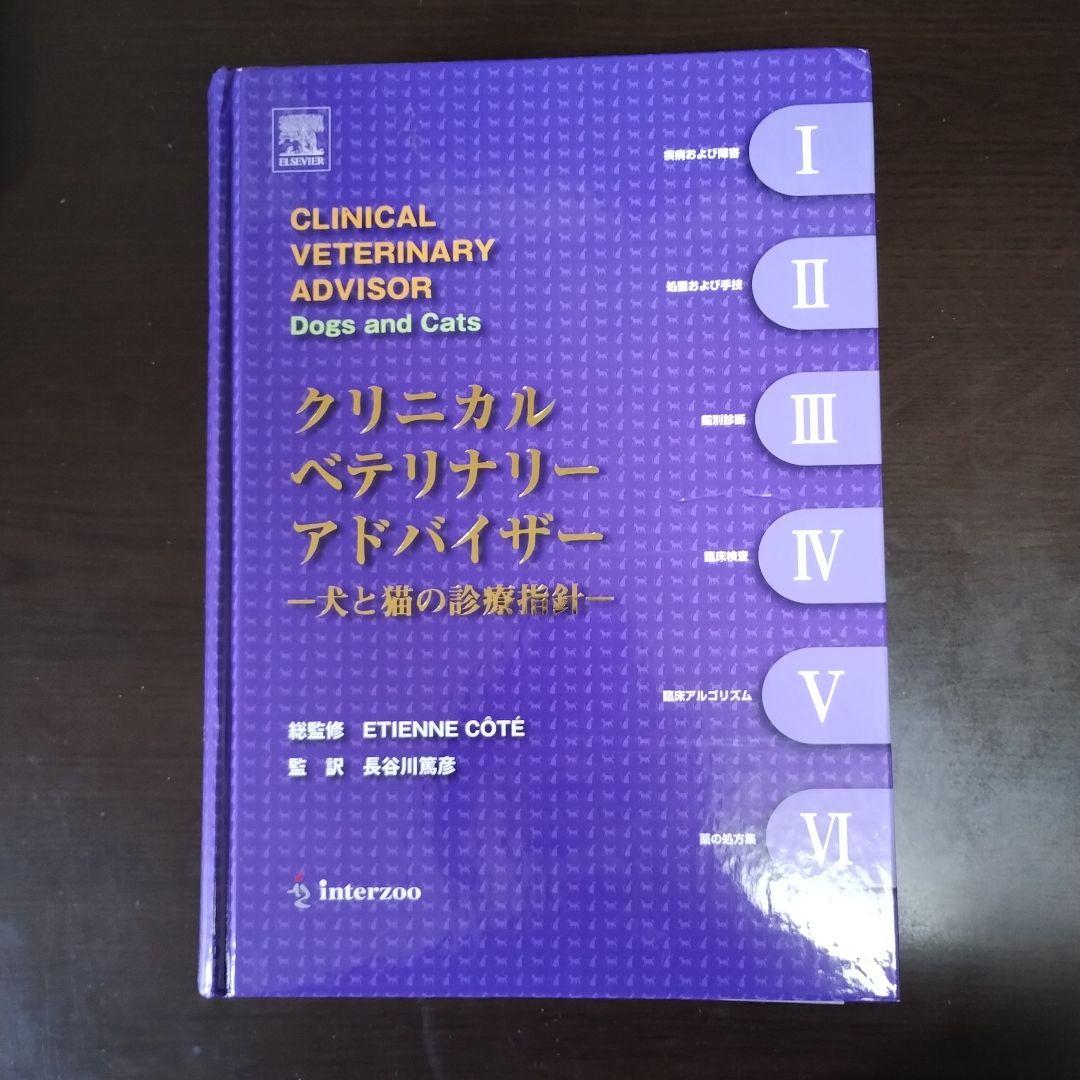 ELSEVIER
CLINICAL
VETERINARY
ADVISOR
Dogs and Cats
クリニカル
ベテリナリー
アドバイザー
―犬と猫の診療指針―
総監修 ETIENNE CÔTÉ
監 訳 長谷川篤彦
interzoo
疾病および障害 I
処置および手技 II
鑑別診断 III
臨床検査 IV
臨床アルゴリズム V
薬の処方集 VI